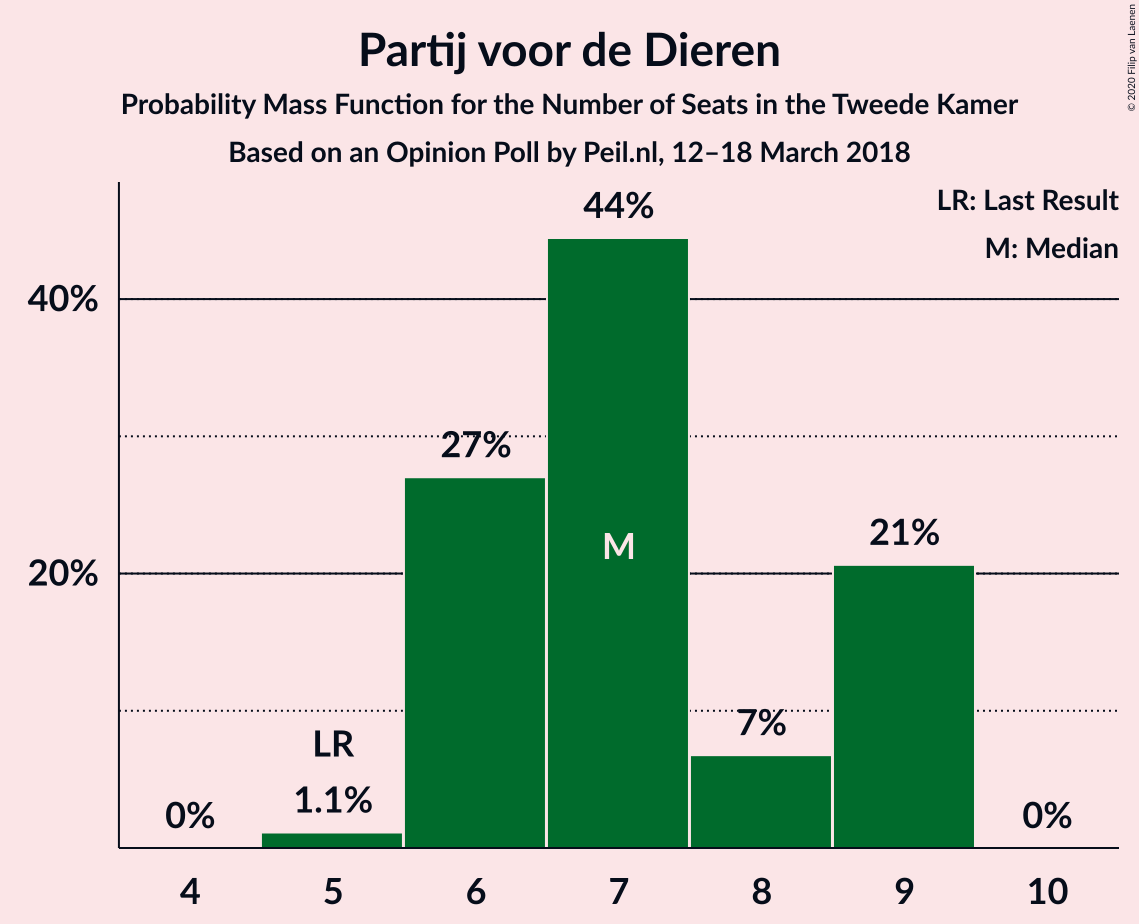 Partij voor de Dieren
Probability Mass Function for the Number of Seats in the Tweede Kamer
Based on an Opinion Poll by Peil.nl, 12–18 March 2018
© 2020 Filip van Laenen
LR: Last Result
M: Median
44%
40%
27%
M
21%
20%
7%
LR
1.1%
0%
0%
4 5 6 7 8 9 10